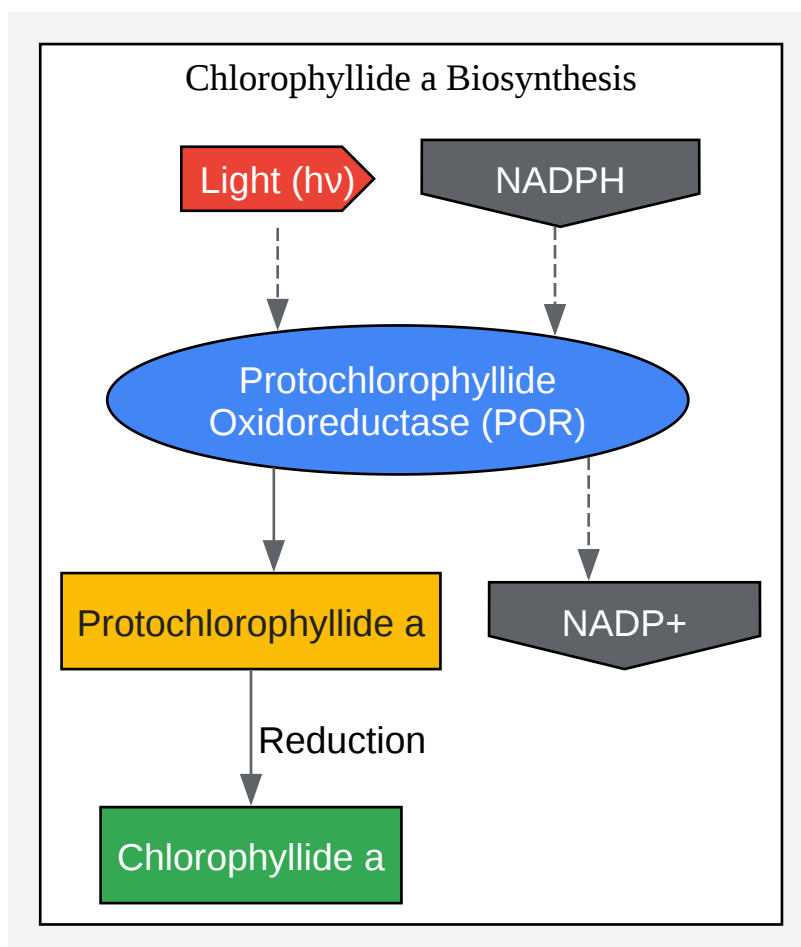 Chlorophyllide a Biosynthesis
Light (hν)
NADPH
Protochlorophyllide
Oxidoreductase (POR)
Protochlorophyllide a
NADP+
Reduction
Chlorophyllide a